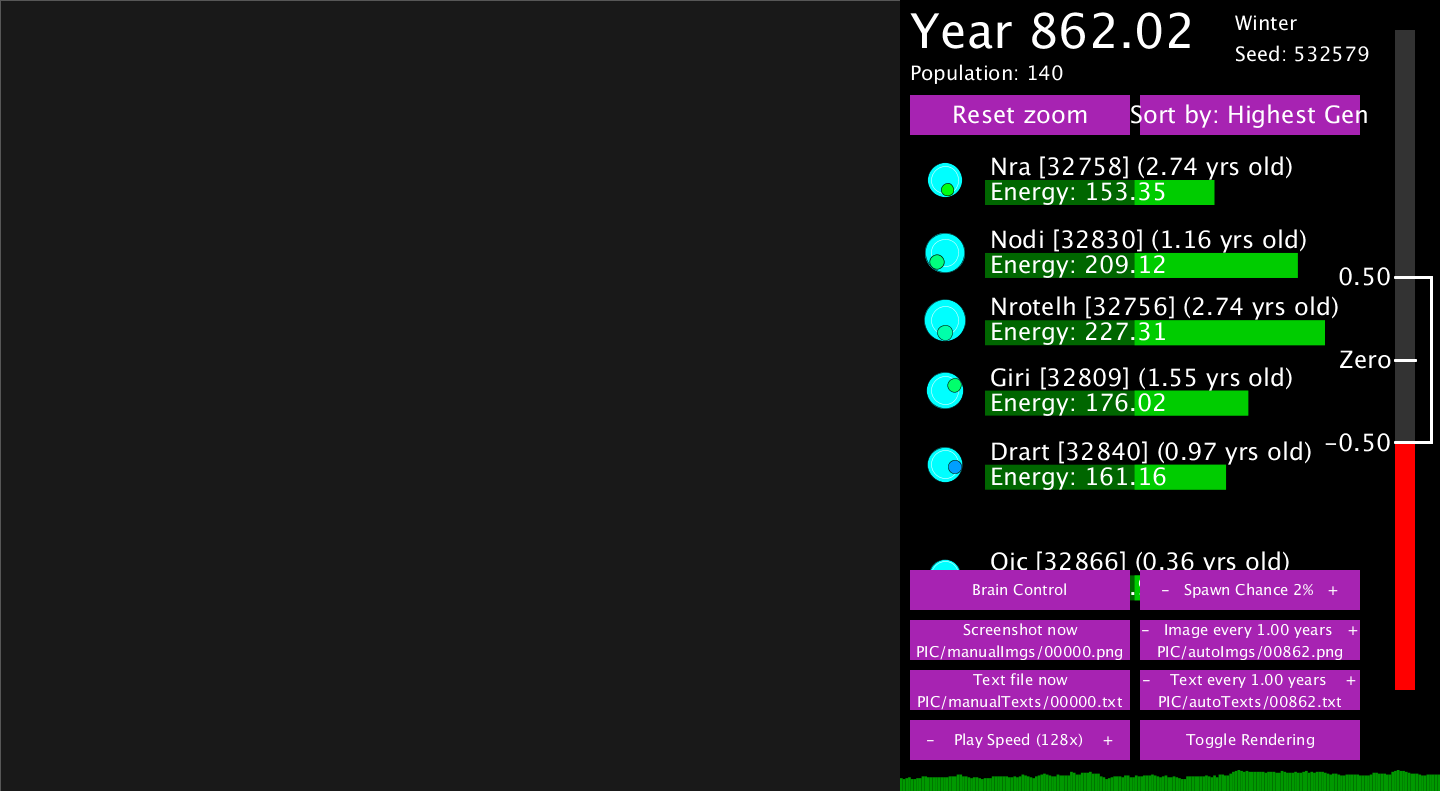 Year 862.02
Winter
Seed: 532579
Population: 140
Reset zoom
Sort by: Highest Gen
Nra [32758] (2.74 yrs old)
Energy: 153.35
Nodi [32830] (1.16 yrs old)
Energy: 209.12
0.50
Nrotelh [32756] (2.74 yrs old)
Energy: 227.31
Zero
Giri [32809] (1.55 yrs old)
Energy: 176.02
-0.50
Drart [32840] (0.97 yrs old)
Energy: 161.16
[32866] (0.36 yrs old)
Brain Control
- Spawn Chance 2% +
Screenshot now
PIC/manualImgs/00000.png
- Image every 1.00 years +
PIC/autoImgs/00862.png
Text file now
PIC/manualTexts/00000.txt
- Text every 1.00 years +
PIC/autoTexts/00862.txt
- Play Speed (128x) +
Toggle Rendering